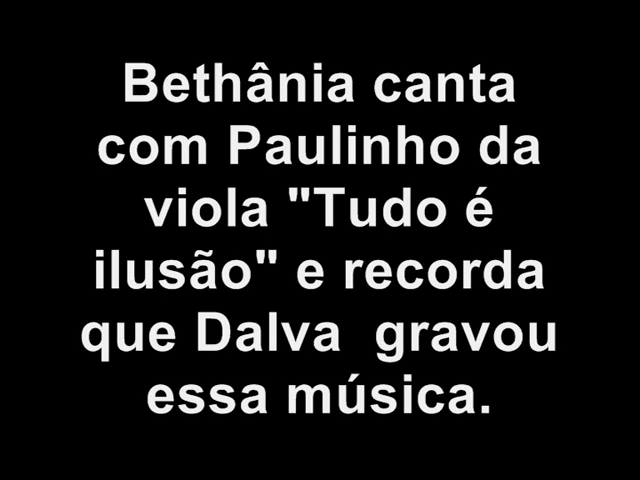 Bethânia canta
com Paulinho da
viola "Tudo é
ilusão" e recorda
que Dalva  gravou
essa música.